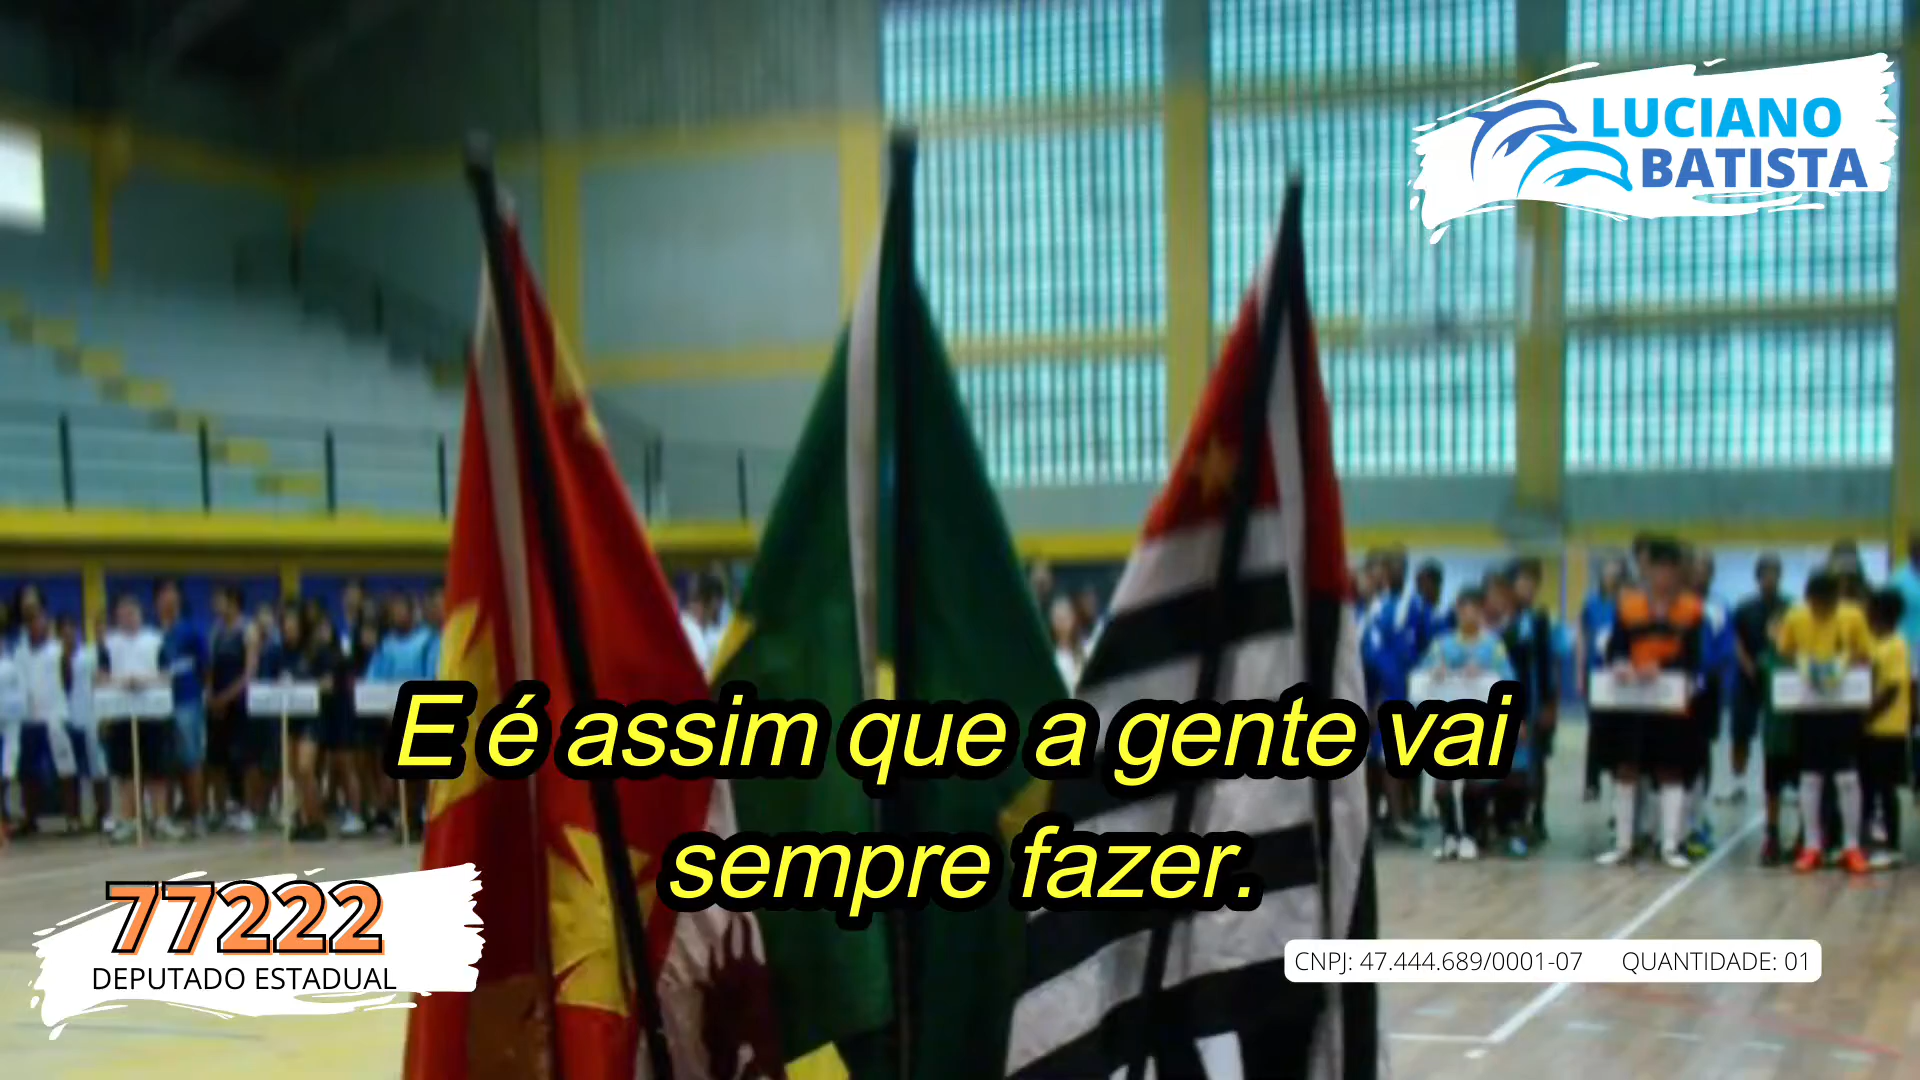 LUCIANO
BATISTA
E é assim que a gente vai
sempre fazer.
77222
DEPUTADO ESTADUAL
CNPJ: 47.444.689/0001-07 QUANTIDADE: 01